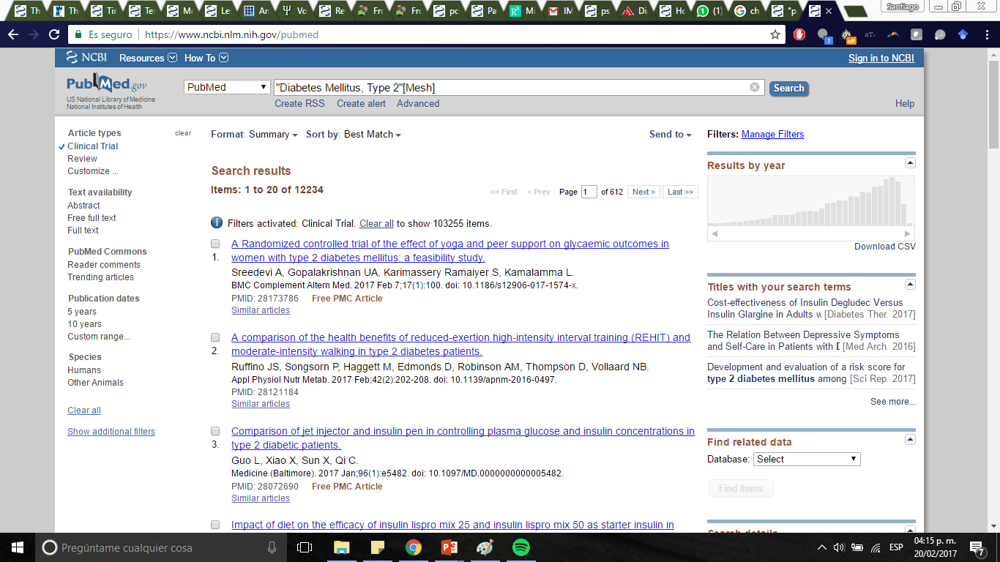 Th
Th
Tir
Te
Me
Le
An
Vo
Re
Fro
Fro
pc
Pa
Mi
IM
ps
Di
Ho
(1)
ch
"p
Santiago
Es seguro https://www.ncbi.nlm.nih.gov/pubmed
? off aT.
NCBI Resources How To Sign in to NCBI
PubMed.gov
US National Library of Medicine
National Institutes of Health
PubMed "Diabetes Mellitus, Type 2"[Mesh] Search
Create RSS Create alert Advanced Help
Article types clear
Clinical Trial
Review
Customize ...
Text availability
Abstract
Free full text
Full text
PubMed Commons
Reader comments
Trending articles
Publication dates
5 years
10 years
Custom range...
Species
Humans
Other Animals
Clear all
Show additional filters
Format: Summary Sort by: Best Match Send to
Search results
Items: 1 to 20 of 12234
<< First < Prev Page 1 of 612 Next > Last >>
Filters activated: Clinical Trial. Clear all to show 103255 items.
A Randomized controlled trial of the effect of yoga and peer support on glycaemic outcomes in
1. women with type 2 diabetes mellitus: a feasibility study.
Sreedevi A, Gopalakrishnan UA, Karimassery Ramaiyer S, Kamalamma L.
BMC Complement Altern Med. 2017 Feb 7;17(1):100. doi: 10.1186/s12906-017-1574-x.
PMID: 28173786 Free PMC Article
Similar articles
A comparison of the health benefits of reduced-exertion high-intensity interval training (REHIT) and
2. moderate-intensity walking in type 2 diabetes patients.
Ruffino JS, Songsorn P, Haggett M, Edmonds D, Robinson AM, Thompson D, Vollaard NB.
Appl Physiol Nutr Metab. 2017 Feb;42(2):202-208. doi: 10.1139/apnm-2016-0497.
PMID: 28121184
Similar articles
Comparison of jet injector and insulin pen in controlling plasma glucose and insulin concentrations in
3. type 2 diabetic patients.
Guo L, Xiao X, Sun X, Qi C.
Medicine (Baltimore). 2017 Jan;96(1):e5482. doi: 10.1097/MD.0000000000005482.
PMID: 28072690 Free PMC Article
Similar articles
Impact of diet on the efficacy of insulin lispro mix 25 and insulin lispro mix 50 as starter insulin in
Filters: Manage Filters
Results by year
Download CSV
Titles with your search terms
Cost-effectiveness of Insulin Degludec Versus
Insulin Glargine in Adults w [Diabetes Ther. 2017]
The Relation Between Depressive Symptoms
and Self-Care in Patients with D [Med Arch. 2016]
Development and evaluation of a risk score for
type 2 diabetes mellitus among [Sci Rep. 2017]
See more...
Find related data
Database: Select
Find items
Search details
Pregúntame cualquier cosa
ESP
04:15 p. m.
20/02/2017
7